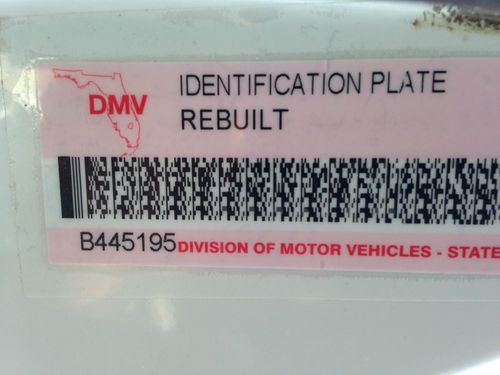 DMV
IDENTIFICATION PLATE
REBUILT
B445195 DIVISION OF MOTOR VEHICLES - STATE